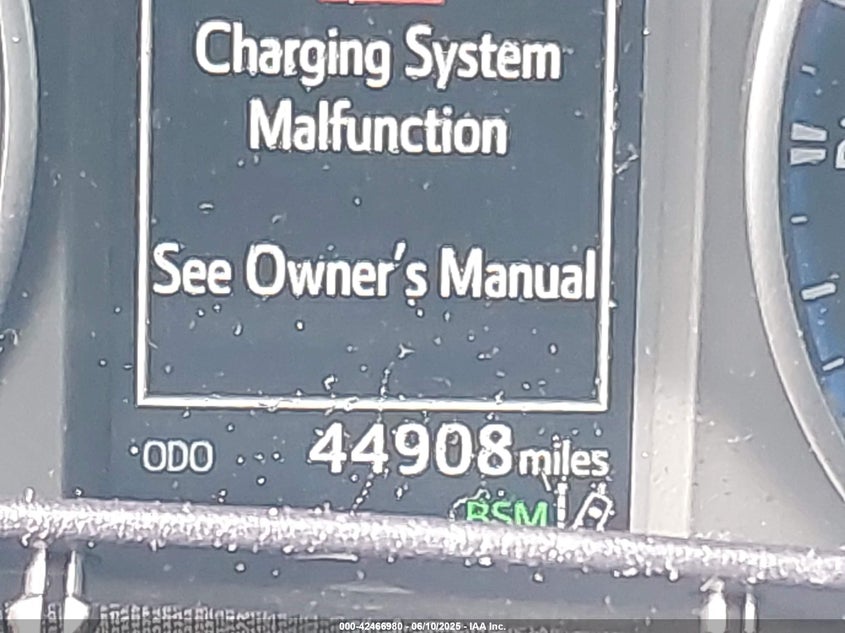 Charging System
Malfunction
See Owner's Manual
ODO 44908 miles
BSM
000-42466980 - 06/10/2025 - IAA Inc.